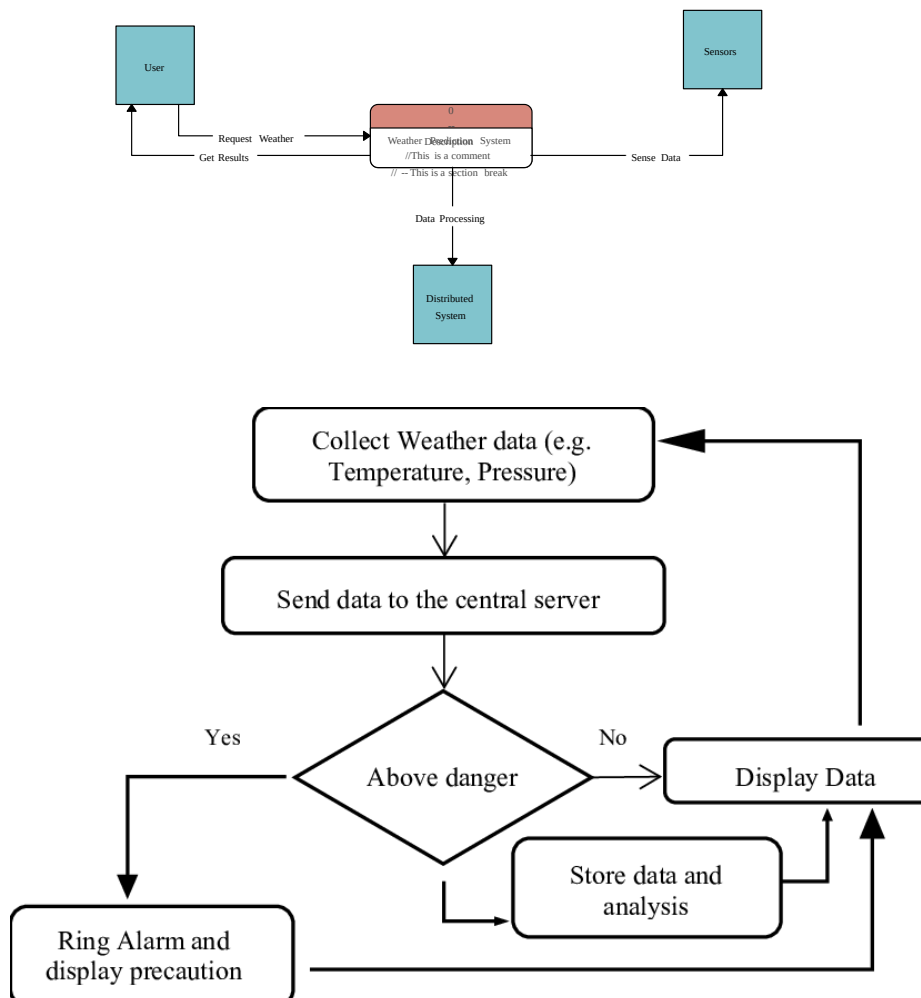 User
Sensors
0
--
Description
Weather Prediction System
//This is a comment
// -- This is a section break
Request Weather
Get Results
Sense Data
Data Processing
Distributed
System
Collect Weather data (e.g.
Temperature, Pressure)
Send data to the central server
Yes
No
Above danger
Display Data
Store data and
analysis
Ring Alarm and
display precaution